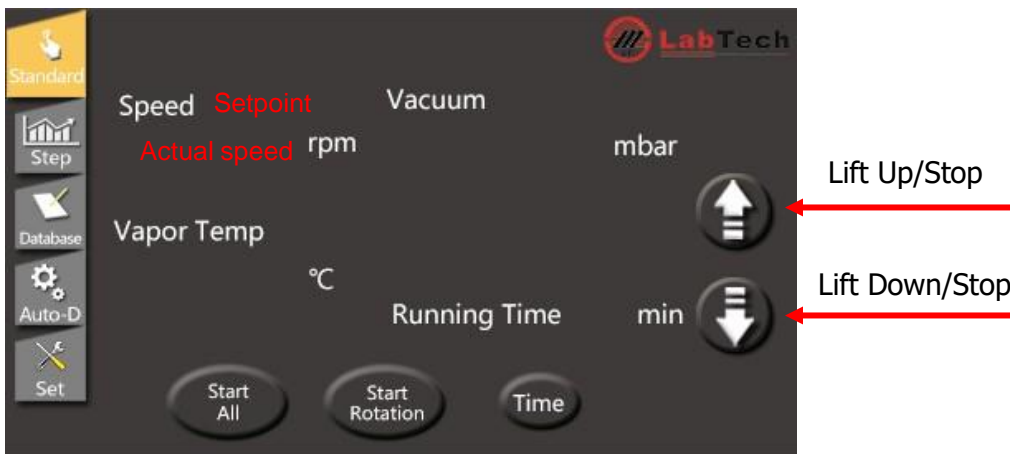 Standard
Step
Database
Auto-D
Set
LabTech
Speed Setpoint
Actual speed rpm
Vacuum
mbar
Vapor Temp
℃
Running Time min
Start All
Start Rotation
Time
Lift Up/Stop
Lift Down/Stop